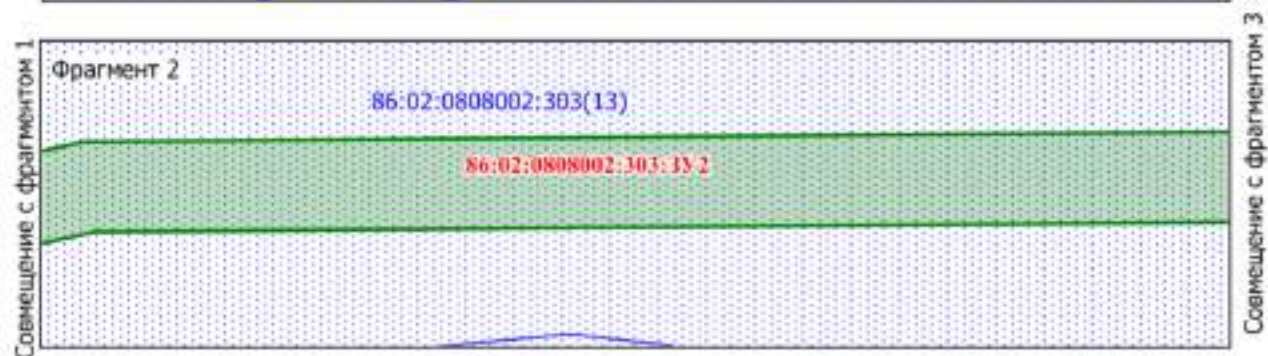 Совмещение с фрагментом 1
Фрагмент 2
86:02:0808002:303(13)
86:02:0808002:303:ЗУ2
Совмещение с фрагментом 3